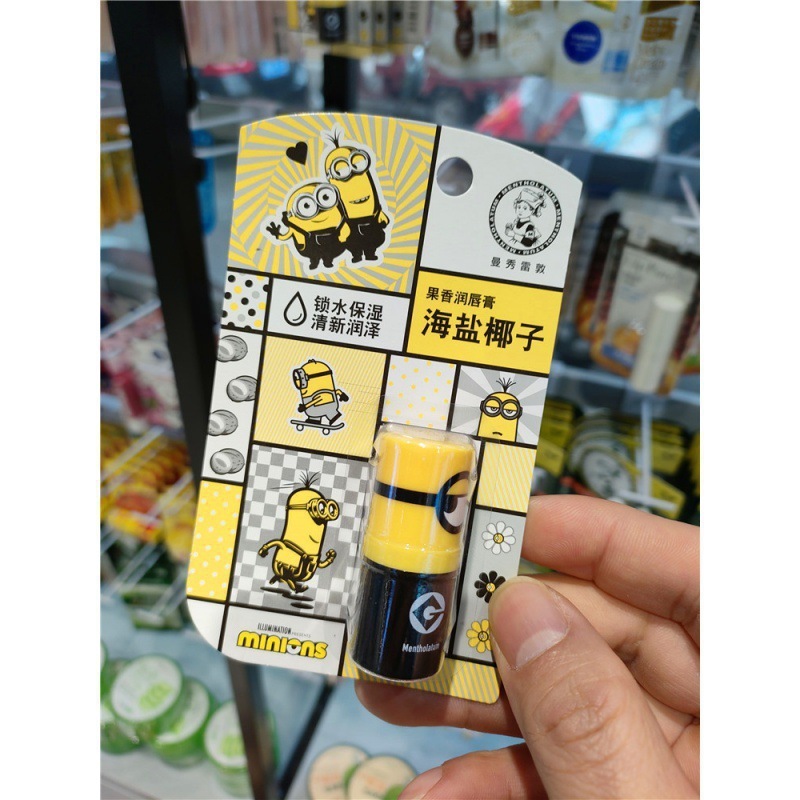 MENTHOLATUM
曼秀雷敦
果香润唇膏
海盐椰子
锁水保湿
清新润泽
ILLUMINATION
PRESENTS
minions
G
Mentholatum